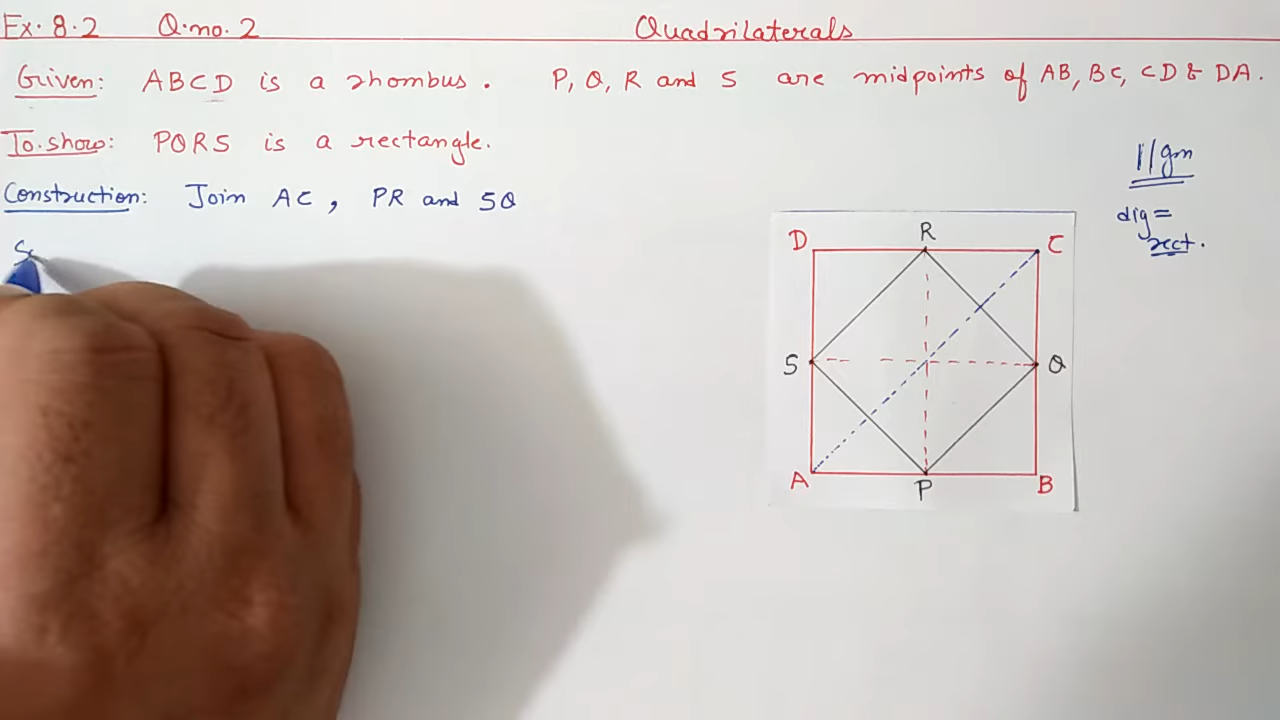 Ex. 8.2 Q.no. 2 Quadrilaterals
Given: ABCD is a rhombus. P, Q, R and S are midpoints of AB, BC, CD & DA.
To show: PQRS is a rectangle.
Construction: Join AC, PR and SQ
||gm
dig =
rect.
D R C
S Q
A P B